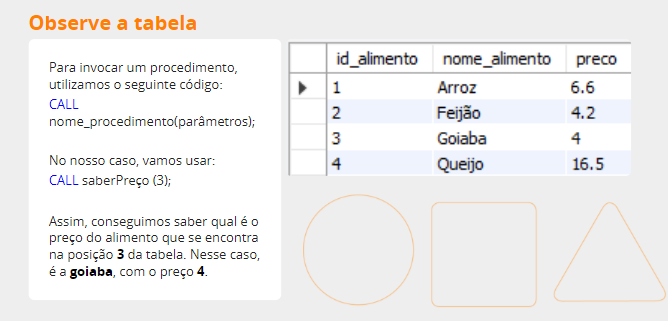 Observe a tabela
Para invocar um procedimento,
utilizamos o seguinte código:
CALL
nome_procedimento(parâmetros);
No nosso caso, vamos usar:
CALL saberPreço (3);
Assim, conseguimos saber qual é o
preço do alimento que se encontra
na posição 3 da tabela. Nesse caso,
é a goiaba, com o preço 4.
id_alimento nome_alimento preco
1 Arroz 6.6
2 Feijão 4.2
3 Goiaba 4
4 Queijo 16.5